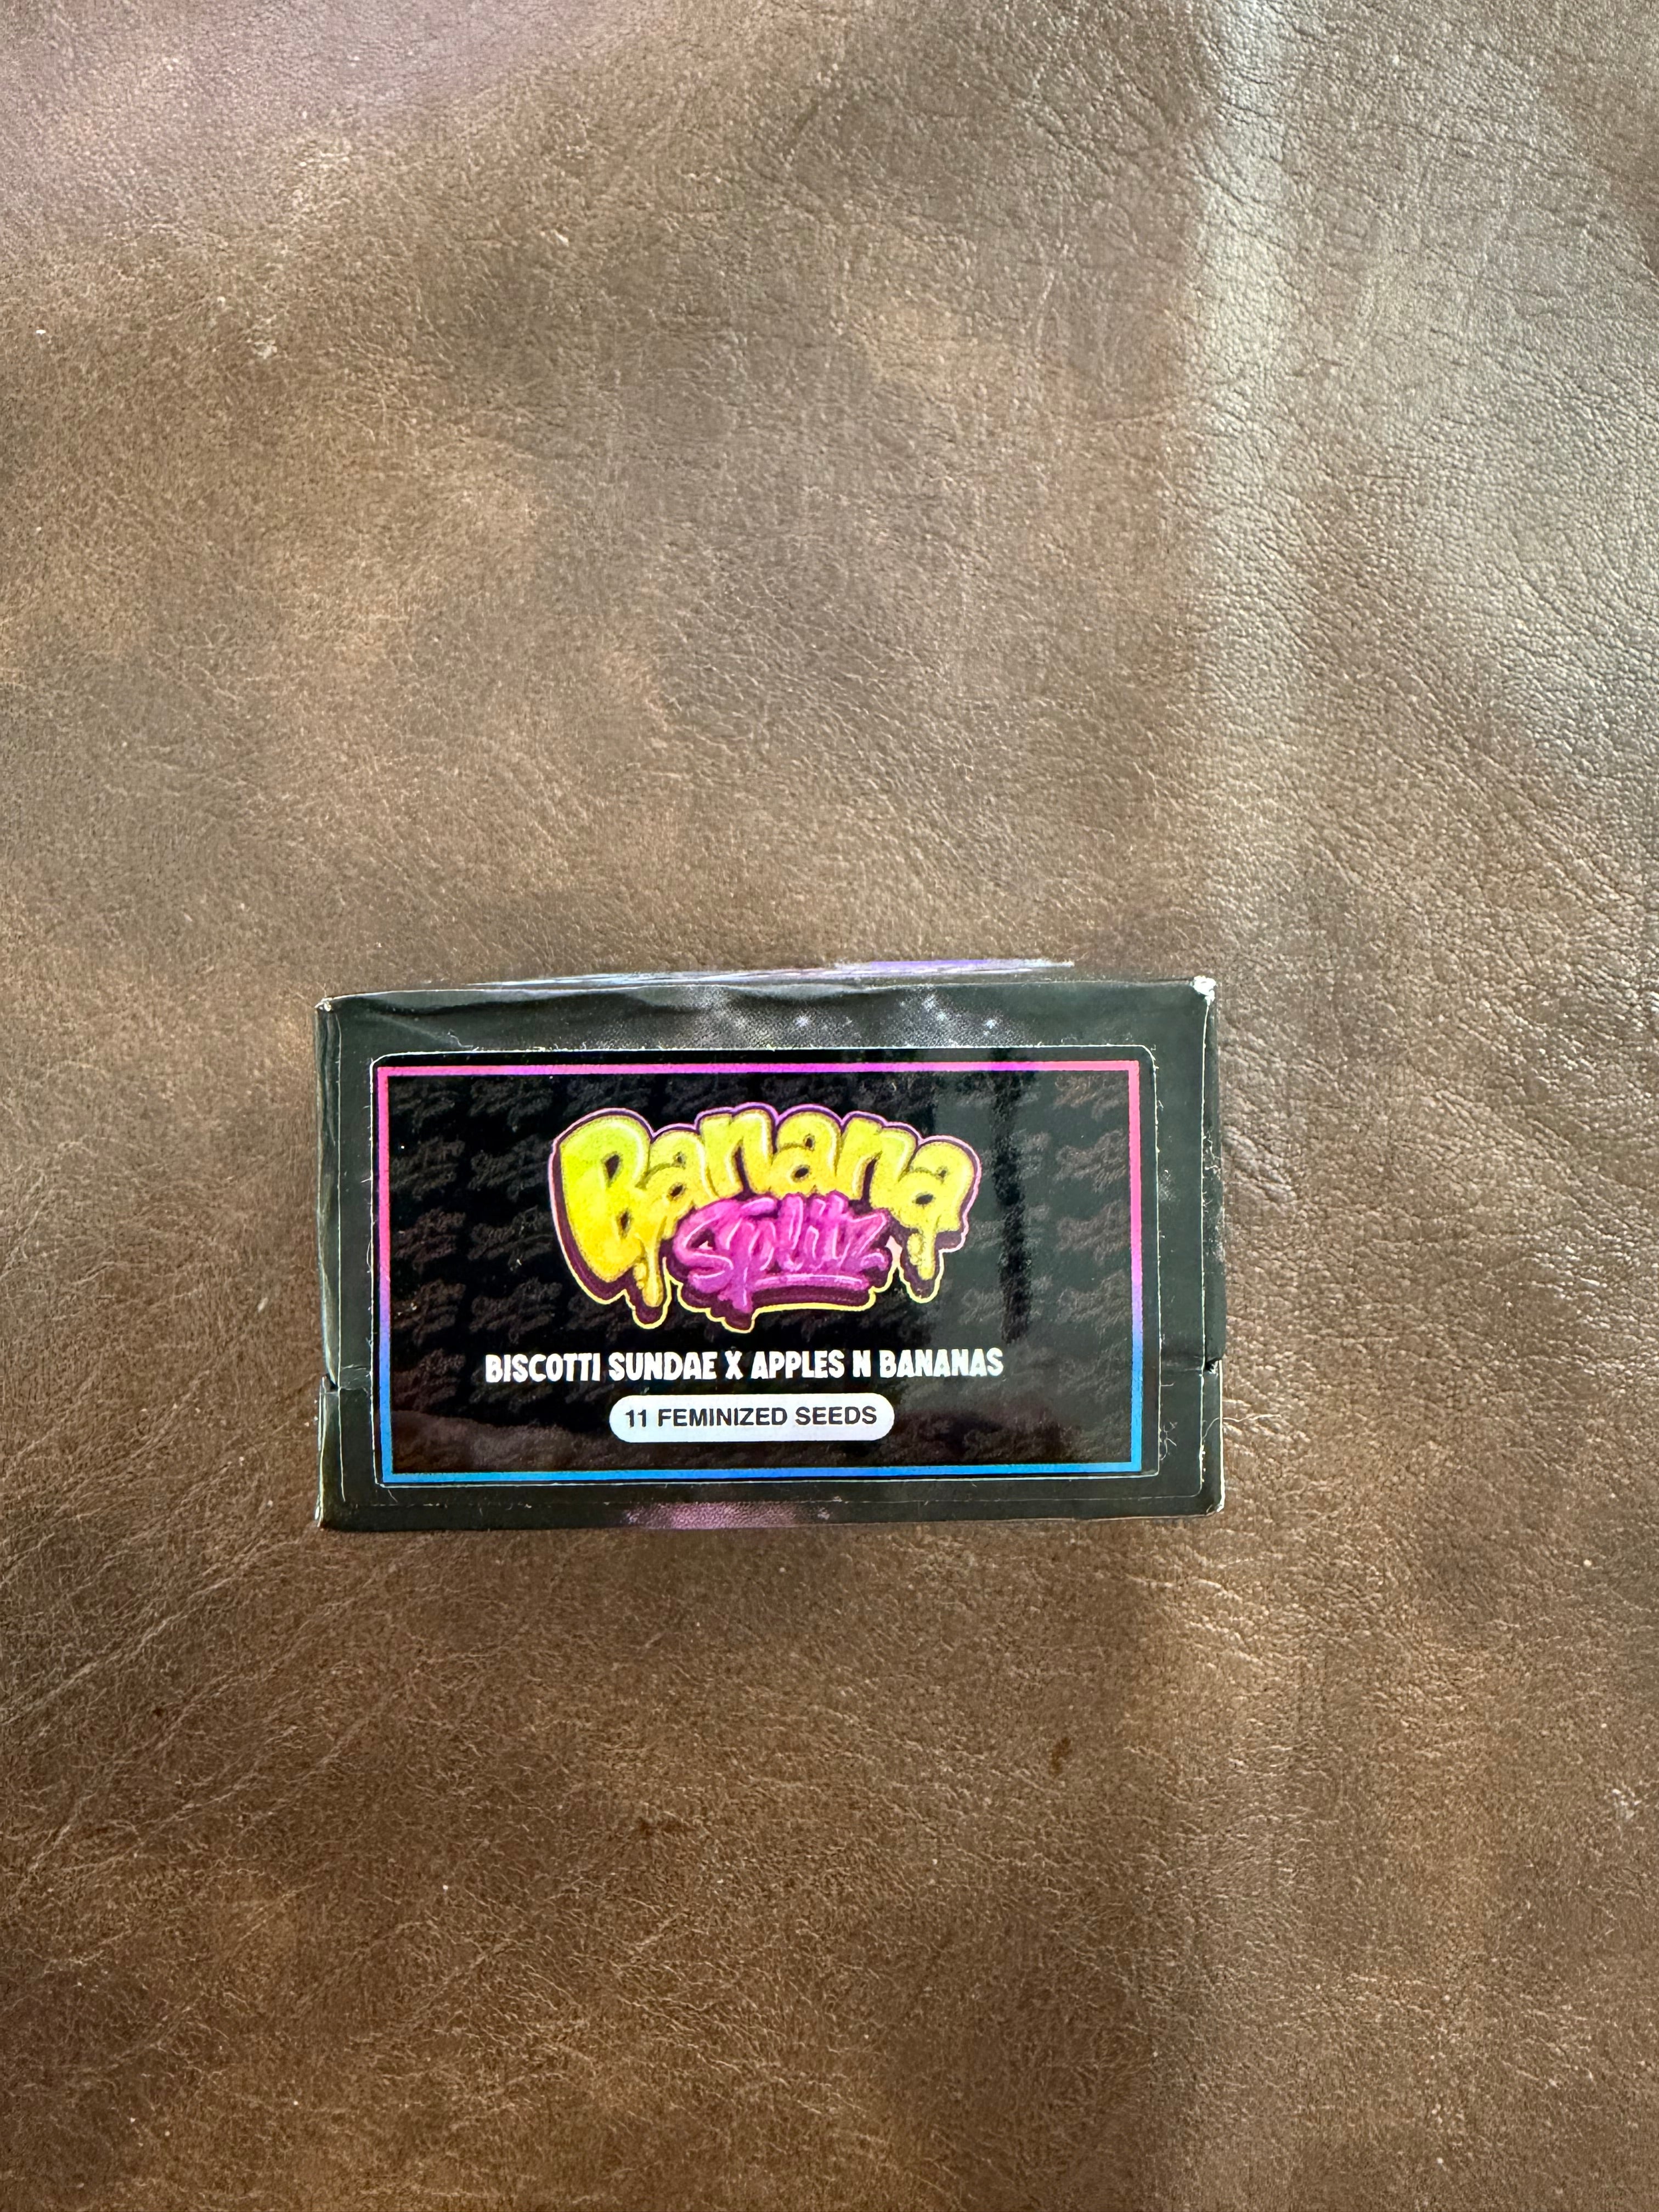 Banana
Splitz
BISCOTTI SUNDAE X APPLES N BANANAS
11 FEMINIZED SEEDS